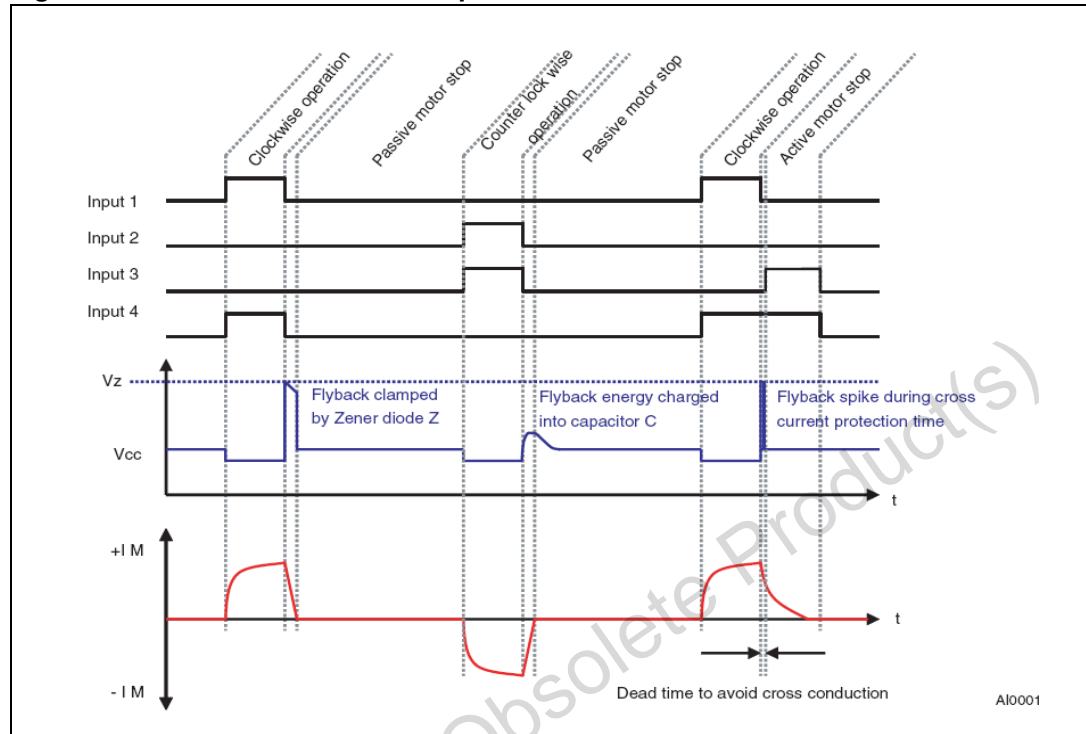 Clockwise operation
Passive motor stop
Counter lock wise
operation
Passive motor stop
Clockwise operation
Active motor stop
Input 1
Input 2
Input 3
Input 4
Vz
Flyback clamped
by Zener diode Z
Flyback energy charged
into capacitor C
Flyback spike during cross
current protection time
Vcc
t
+I M
t
- I M
Dead time to avoid cross conduction
AI0001
Obsolete Product(s)